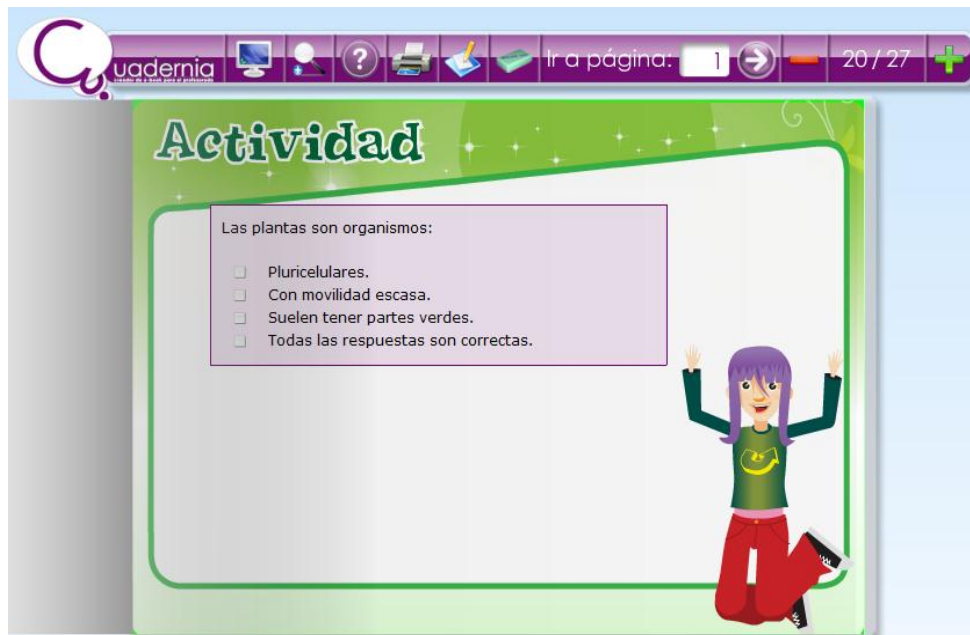 Cuadernia
Ir a página: 1 20 / 27
Actividad
Las plantas son organismos:
Pluricelulares.
Con movilidad escasa.
Suelen tener partes verdes.
Todas las respuestas son correctas.